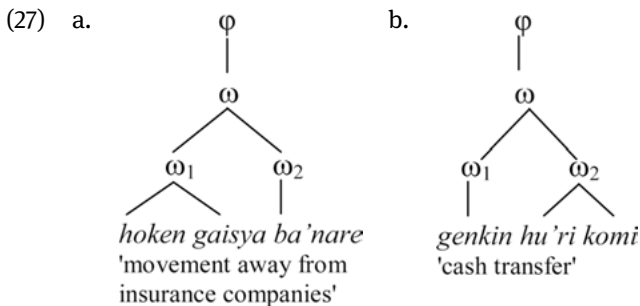 (27) a. b.
φ φ
ω ω
ω₁ ω₂ ω₁ ω₂
hoken gaisya ba'nare genkin hu'ri komi
'movement away from 'cash transfer'
insurance companies'